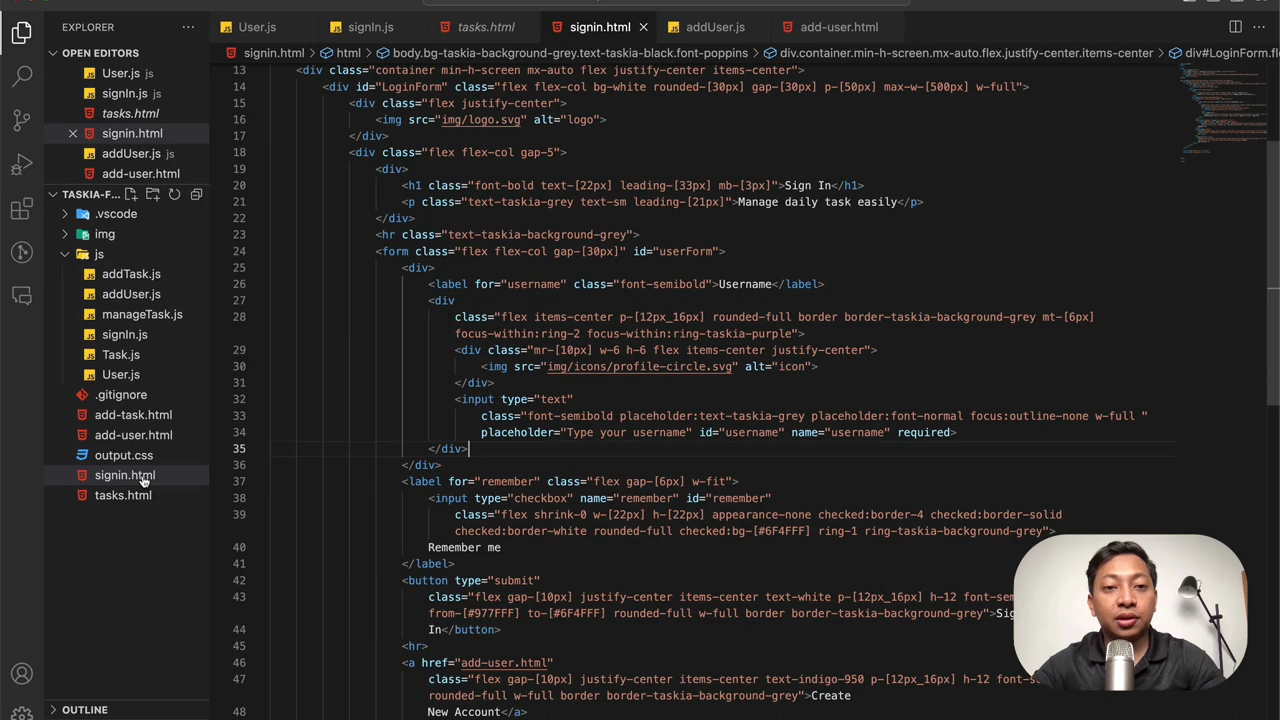 EXPLORER
OPEN EDITORS
User.js js
signIn.js js
tasks.html
signin.html
addUser.js js
add-user.html
TASKIA-F...
.vscode
img
js
addTask.js
addUser.js
manageTask.js
signIn.js
Task.js
User.js
.gitignore
add-task.html
add-user.html
output.css
signin.html
tasks.html
OUTLINE
User.js signIn.js tasks.html signin.html addUser.js add-user.html
signin.html > html > body.bg-taskia-background-grey.text-taskia-black.font-poppins > div.container.min-h-screen.mx-auto.flex.justify-center.items-center > div#LoginForm.f
13 <div class="container min-h-screen mx-auto flex justify-center items-center">
14 <div id="LoginForm" class="flex flex-col bg-white rounded-[30px] gap-[30px] p-[50px] max-w-[500px] w-full">
15 <div class="flex justify-center">
16 <img src="img/logo.svg" alt="logo">
17 </div>
18 <div class="flex flex-col gap-5">
19 <div>
20 <h1 class="font-bold text-[22px] leading-[33px] mb-[3px]">Sign In</h1>
21 <p class="text-taskia-grey text-sm leading-[21px]">Manage daily task easily</p>
22 </div>
23 <hr class="text-taskia-background-grey">
24 <form class="flex flex-col gap-[30px]" id="userForm">
25 <div>
26 <label for="username" class="font-semibold">Username</label>
27 <div
28 class="flex items-center p-[12px_16px] rounded-full border border-taskia-background-grey mt-[6px]
focus-within:ring-2 focus-within:ring-taskia-purple">
29 <div class="mr-[10px] w-6 h-6 flex items-center justify-center">
30 <img src="img/icons/profile-circle.svg" alt="icon">
31 </div>
32 <input type="text"
33 class="font-semibold placeholder:text-taskia-grey placeholder:font-normal focus:outline-none w-full "
34 placeholder="Type your username" id="username" name="username" required>
35 </div>
36 </div>
37 <label for="remember" class="flex gap-[6px] w-fit">
38 <input type="checkbox" name="remember" id="remember"
39 class="flex shrink-0 w-[22px] h-[22px] appearance-none checked:border-4 checked:border-solid
checked:border-white rounded-full checked:bg-[#6F4FFF] ring-1 ring-taskia-background-grey">
40 Remember me
41 </label>
42 <button type="submit"
43 class="flex gap-[10px] justify-center items-center text-white p-[12px_16px] h-12 font-sem
from-[#977FFF] to-[#6F4FFF] rounded-full w-full border border-taskia-background-grey">Sig
44 In</button>
45 <hr>
46 <a href="add-user.html"
47 class="flex gap-[10px] justify-center items-center text-indigo-950 p-[12px_16px] h-12 font-s
rounded-full w-full border border-taskia-background-grey">Create
48 New Account</a>